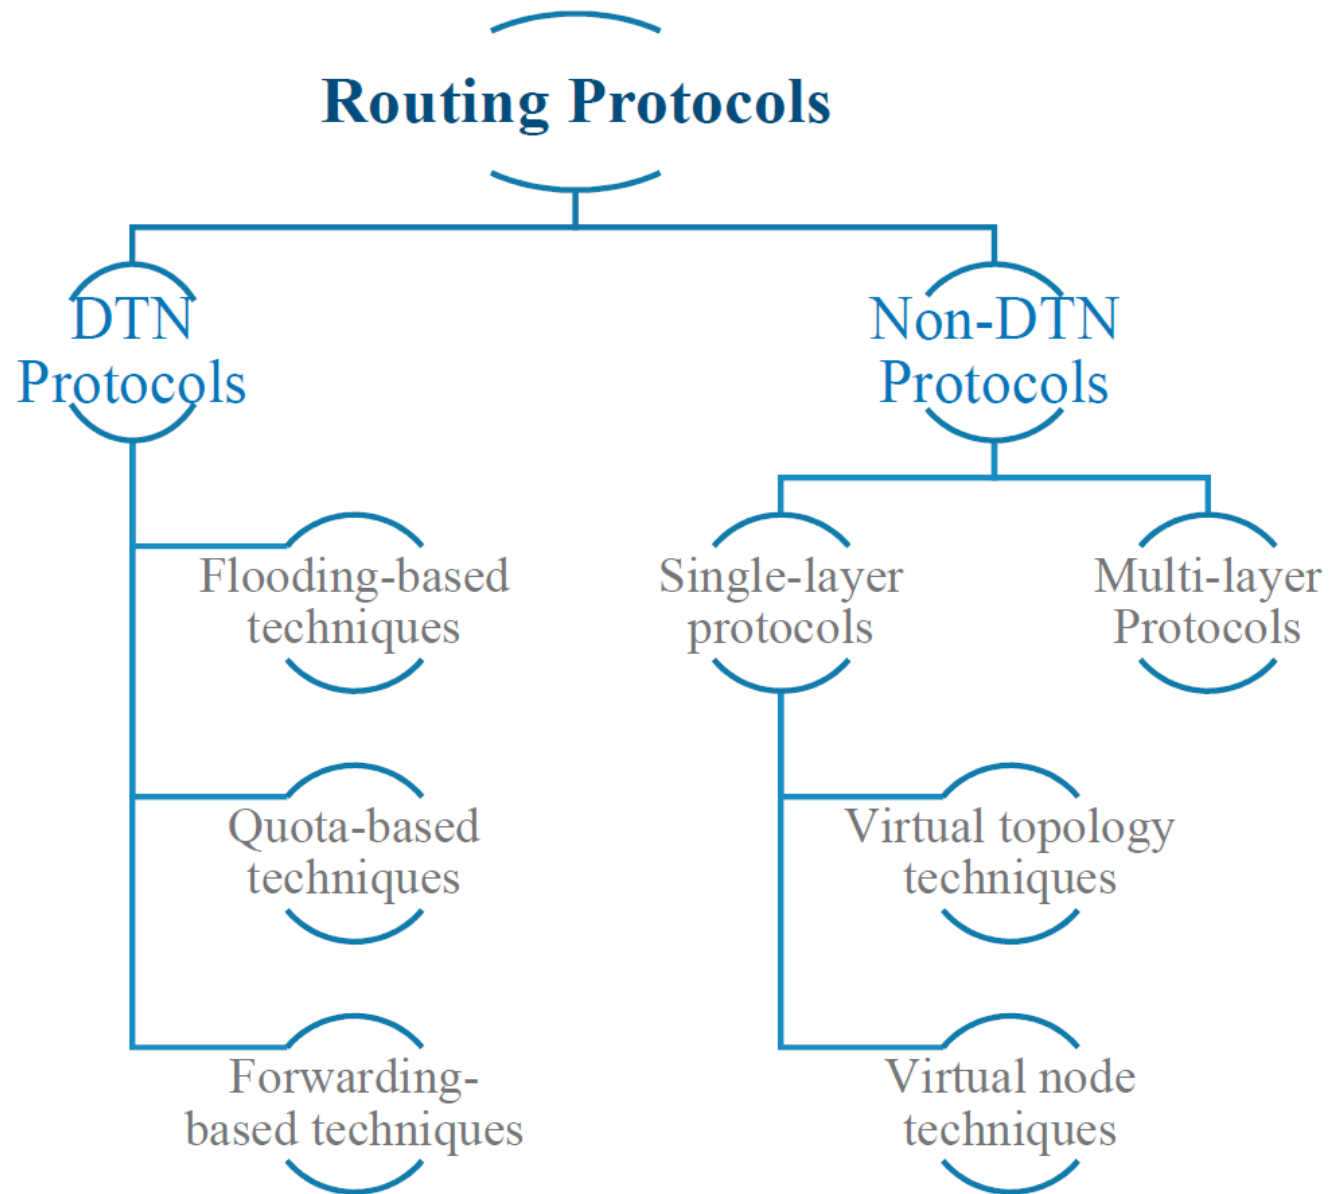 Routing Protocols
DTN
Protocols
Non-DTN
Protocols
Flooding-based
techniques
Single-layer
protocols
Multi-layer
Protocols
Quota-based
techniques
Virtual topology
techniques
Forwarding-
based techniques
Virtual node
techniques